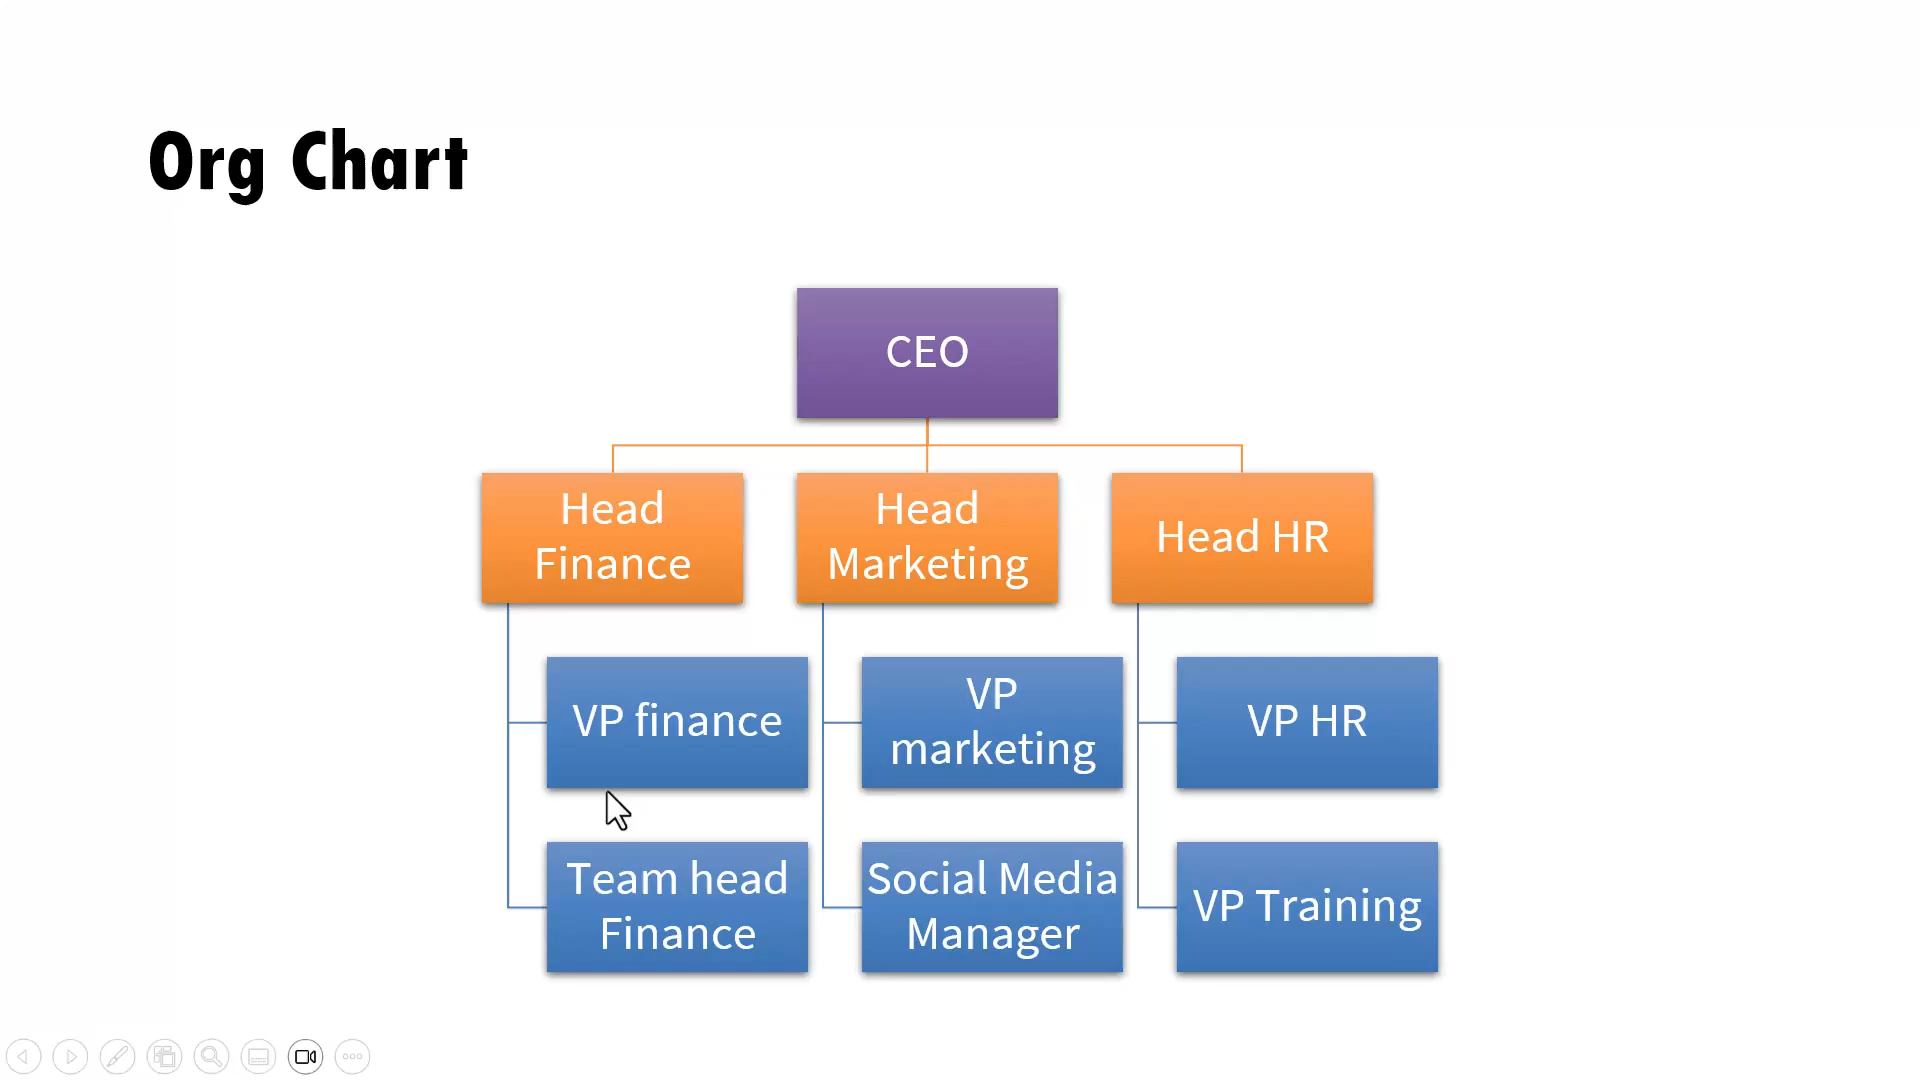 Org Chart
CEO
Head
Finance
Head
Marketing
Head HR
VP finance
VP
marketing
VP HR
Team head
Finance
Social Media
Manager
VP Training